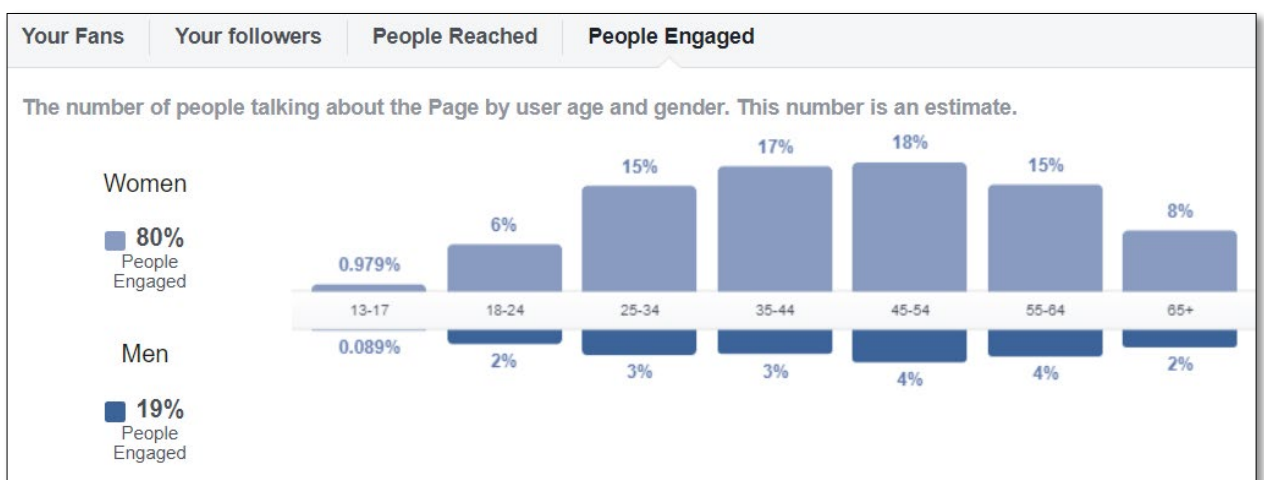 Your Fans Your followers People Reached People Engaged
The number of people talking about the Page by user age and gender. This number is an estimate.
Women
80%
People
Engaged
0.979% 6% 15% 17% 18% 15% 8%
13-17 18-24 25-34 35-44 45-54 55-64 65+
0.089% 2% 3% 3% 4% 4% 2%
Men
19%
People
Engaged